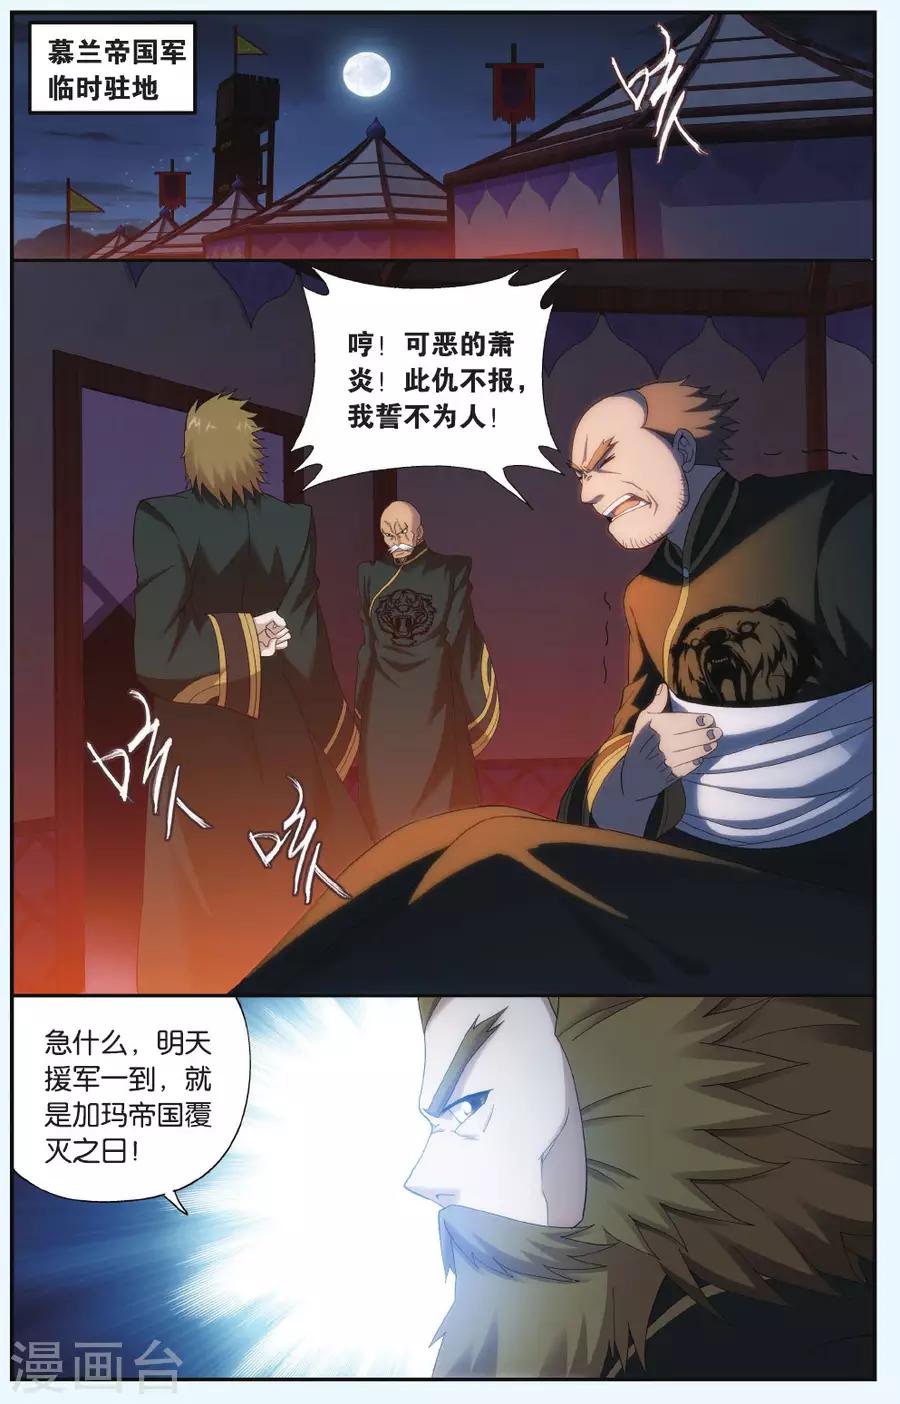 慕兰帝国军
临时驻地
咳
哼！可恶的萧
炎！此仇不报，
我誓不为人！
咳
咳
急什么，明天
援军一到，就
是加玛帝国覆
灭之日！
漫画台